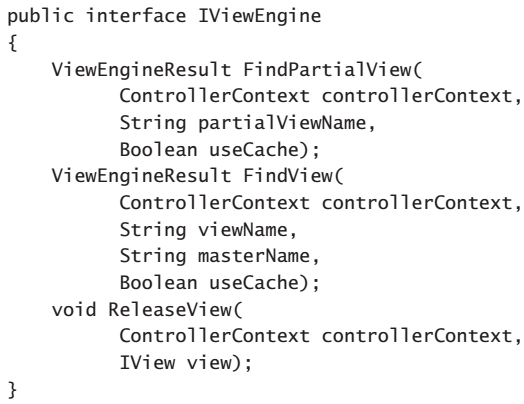 public interface IViewEngine
{
    ViewEngineResult FindPartialView(
          ControllerContext controllerContext,
          String partialViewName,
          Boolean useCache);
    ViewEngineResult FindView(
          ControllerContext controllerContext,
          String viewName,
          String masterName,
          Boolean useCache);
    void ReleaseView(
          ControllerContext controllerContext,
          IView view);
}